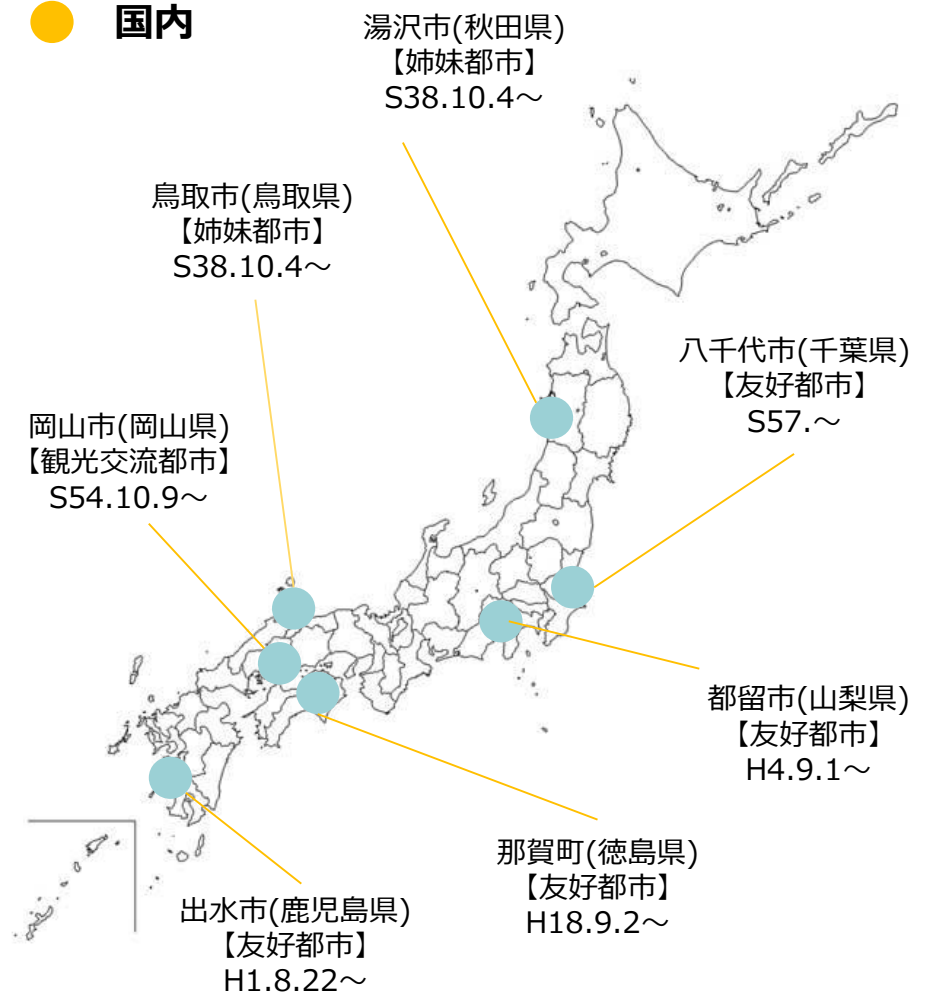 国内
湯沢市(秋田県)
【姉妹都市】
S38.10.4～
鳥取市(鳥取県)
【姉妹都市】
S38.10.4～
八千代市(千葉県)
【友好都市】
S57.～
岡山市(岡山県)
【観光交流都市】
S54.10.9～
都留市(山梨県)
【友好都市】
H4.9.1～
那賀町(徳島県)
【友好都市】
H18.9.2～
出水市(鹿児島県)
【友好都市】
H1.8.22～